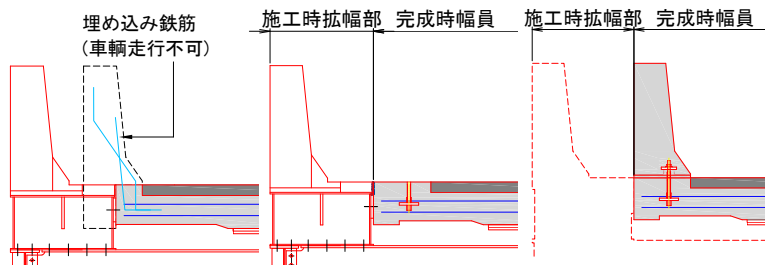 埋め込み鉄筋
（車輌走行不可）
施工時拡幅部
完成時幅員
施工時拡幅部
完成時幅員